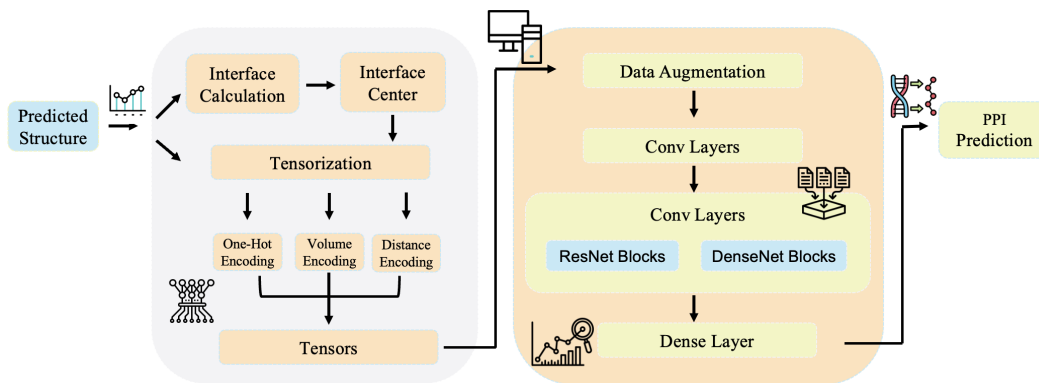 Predicted
Structure
Interface
Calculation
Interface
Center
Tensorization
One-Hot
Encoding
Volume
Encoding
Distance
Encoding
Tensors
Data Augmentation
Conv Layers
Conv Layers
ResNet Blocks
DenseNet Blocks
Dense Layer
PPI
Prediction